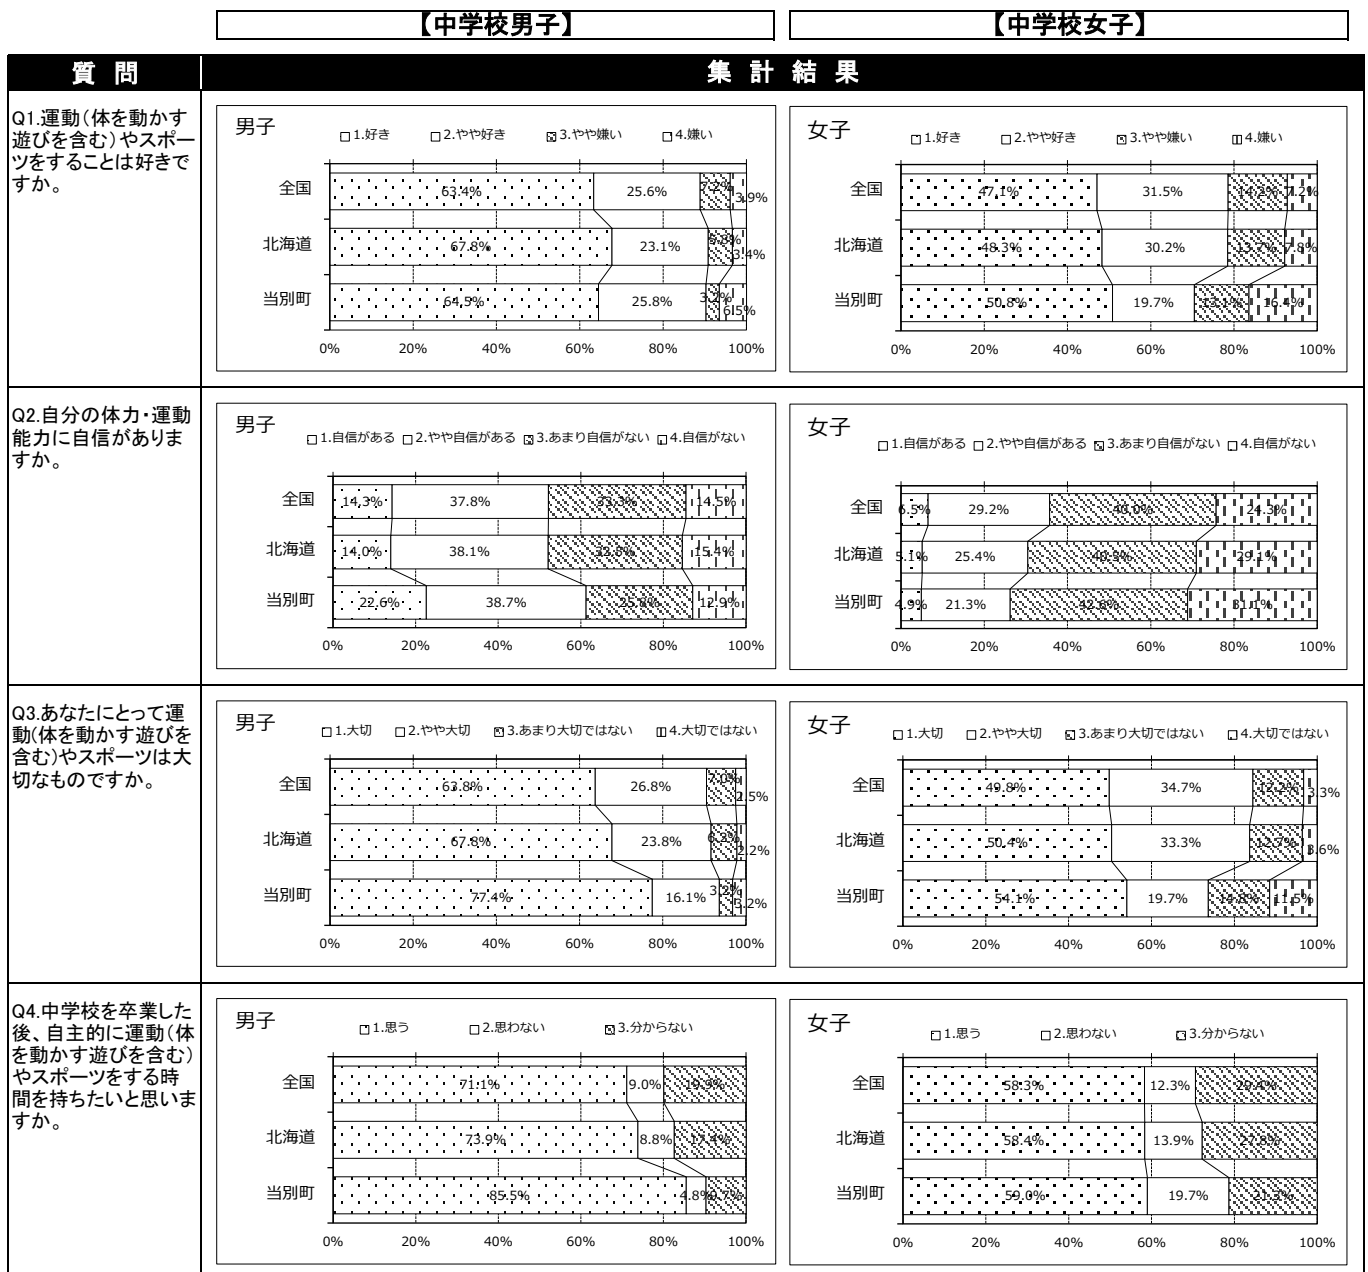 【中学校男子】 【中学校女子】
質 問 集 計 結 果
Q1.運動(体を動かす
遊びを含む)やスポー
ツをすることは好きで
すか。
男子
1.好き 2.やや好き 3.やや嫌い 4.嫌い
全国 63.4% 25.6% 7.2% 3.9%
北海道 67.8% 23.1% 5.8% 3.4%
当別町 64.5% 25.8% 3.2% 6.5%
0% 20% 40% 60% 80% 100%
女子
1.好き 2.やや好き 3.やや嫌い 4.嫌い
全国 47.1% 31.5% 14.2% 7.2%
北海道 48.3% 30.2% 13.7% 7.8%
当別町 50.8% 19.7% 13.1% 16.4%
0% 20% 40% 60% 80% 100%
Q2.自分の体力・運動
能力に自信がありま
すか。
男子
1.自信がある 2.やや自信がある 3.あまり自信がない 4.自信がない
全国 14.3% 37.8% 33.3% 14.5%
北海道 14.0% 38.1% 32.5% 15.4%
当別町 22.6% 38.7% 25.8% 12.9%
0% 20% 40% 60% 80% 100%
女子
1.自信がある 2.やや自信がある 3.あまり自信がない 4.自信がない
全国 6.5% 29.2% 40.0% 24.3%
北海道 5.1% 25.4% 29.1%
当別町 4.9% 21.3% 42.6% 31.1%
0% 20% 40% 60% 80% 100%
Q3.あなたにとって運
動(体を動かす遊びを
含む)やスポーツは大
切なものですか。
男子
1.大切 2.やや大切 3.あまり大切ではない 4.大切ではない
全国 63.8% 26.8% 7.0% 2.5%
北海道 67.8% 23.8% 6.2% 2.2%
当別町 77.4% 16.1% 3.2% 3.2%
0% 20% 40% 60% 80% 100%
女子
1.大切 2.やや大切 3.あまり大切ではない 4.大切ではない
全国 49.8% 34.7% 12.2% 3.3%
北海道 50.4% 33.3% 12.7% 3.6%
当別町 54.1% 19.7% 14.8% 11.5%
0% 20% 40% 60% 80% 100%
Q4.中学校を卒業した
後、自主的に運動(体
を動かす遊びを含む)
やスポーツをする時
間を持ちたいと思いま
すか。
男子
1.思う 2.思わない 3.分からない
全国 71.1% 9.0% 19.9%
北海道 73.9% 8.8% 17.4%
当別町 85.5% 4.8% 9.7%
0% 20% 40% 60% 80% 100%
女子
1.思う 2.思わない 3.分からない
全国 58.3% 12.3% 29.4%
北海道 58.4% 13.9% 27.8%
当別町 59.0% 19.7% 21.3%
0% 20% 40% 60% 80% 100%